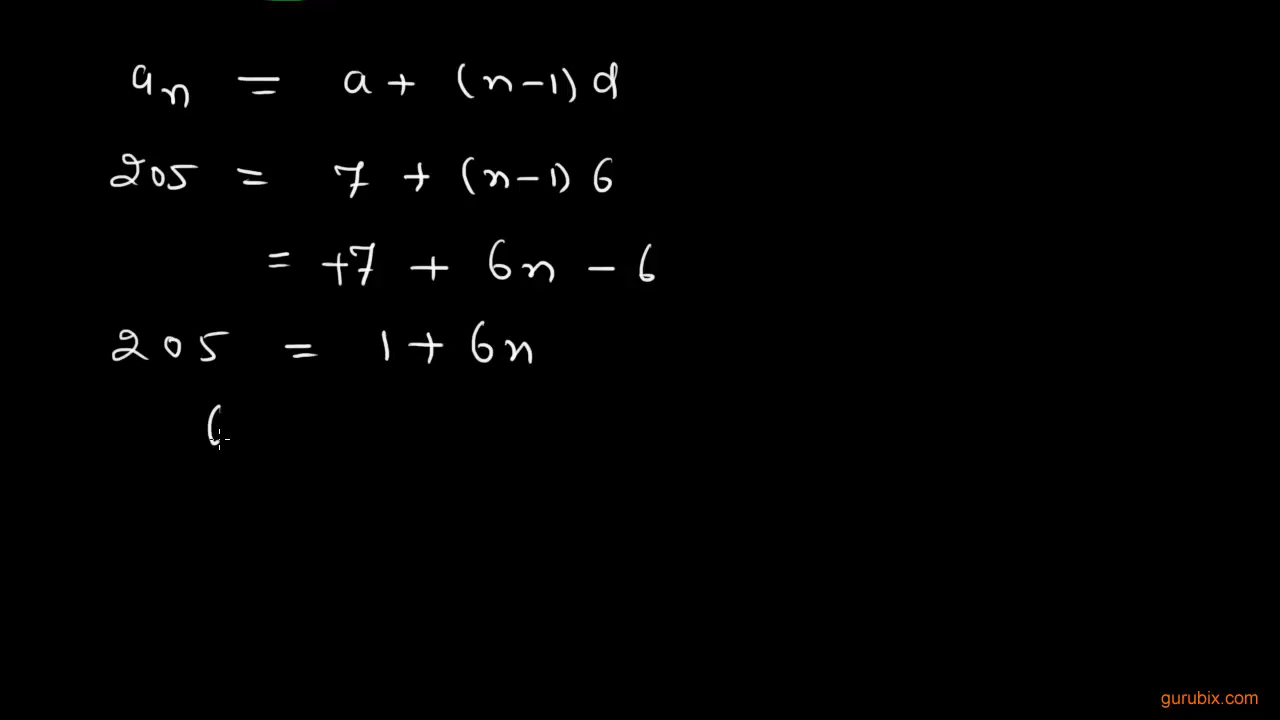 aₙ = a + (n-1) d
205 = 7 + (n-1) 6
= +7 + 6n - 6
205 = 1 + 6n
gurubix.com